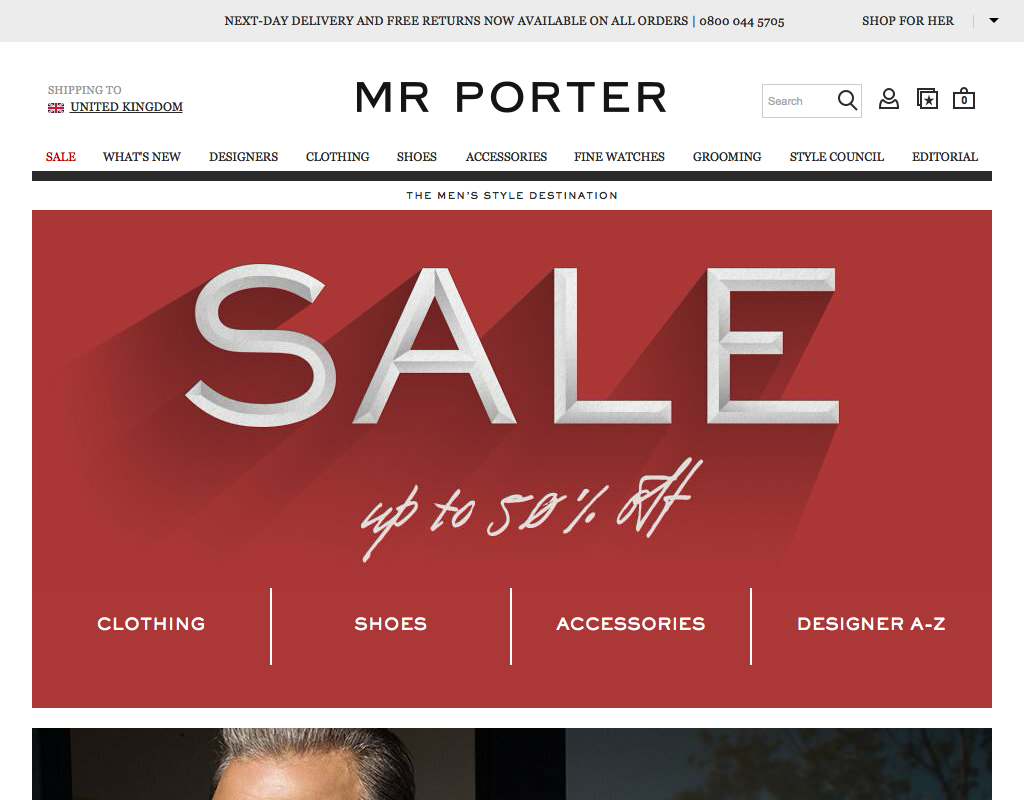 NEXT-DAY DELIVERY AND FREE RETURNS NOW AVAILABLE ON ALL ORDERS | 0800 044 5705
SHOP FOR HER
SHIPPING TO
UNITED KINGDOM
MR PORTER
Search
0
SALE WHAT'S NEW DESIGNERS CLOTHING SHOES ACCESSORIES FINE WATCHES GROOMING STYLE COUNCIL EDITORIAL
THE MEN'S STYLE DESTINATION
SALE
up to 50% off
CLOTHING SHOES ACCESSORIES DESIGNER A-Z